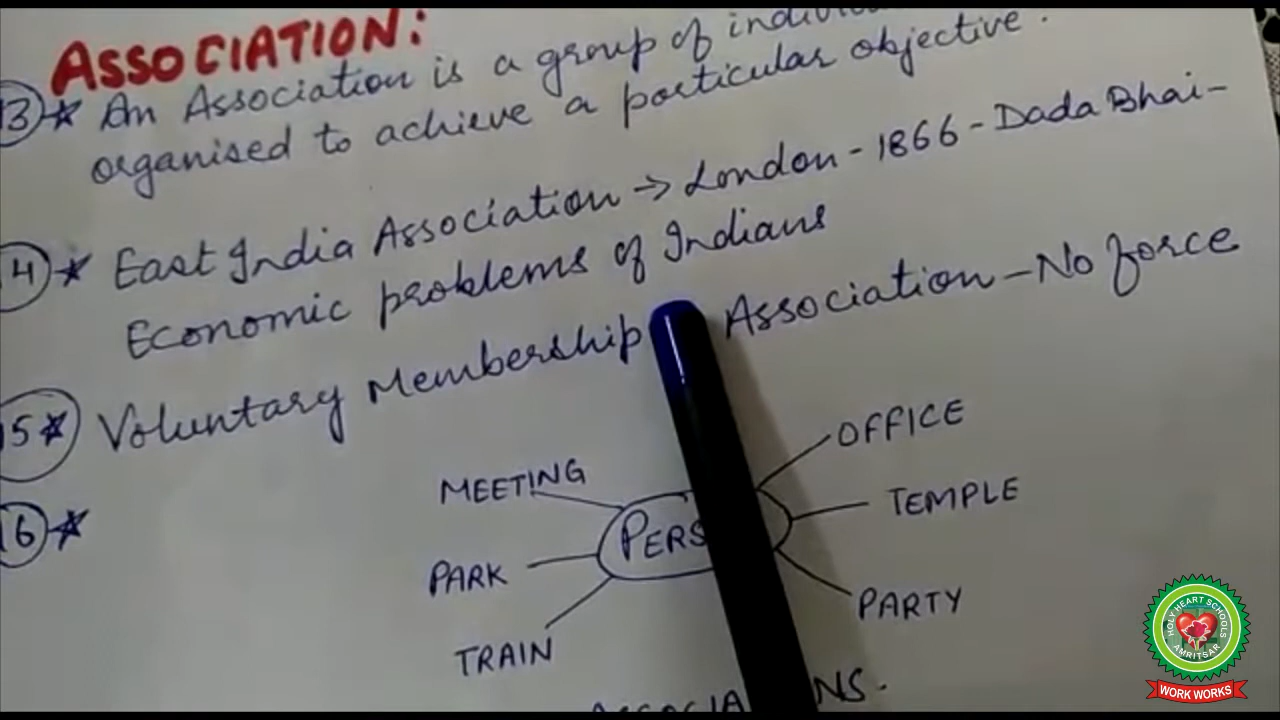 ASSOCIATION:
13 * An Association is a group of
organised to achieve a particular objective.
14 * East India Association → London - 1866 - Dada Bhai -
Economic problems of Indians
15 * Voluntary Membership Association - No force
MEETING
OFFICE
16 *
PERS
TEMPLE
PARK
PARTY
TRAIN
HOLY HEART SCHOOLS
AMRITSAR
WORK WORKS